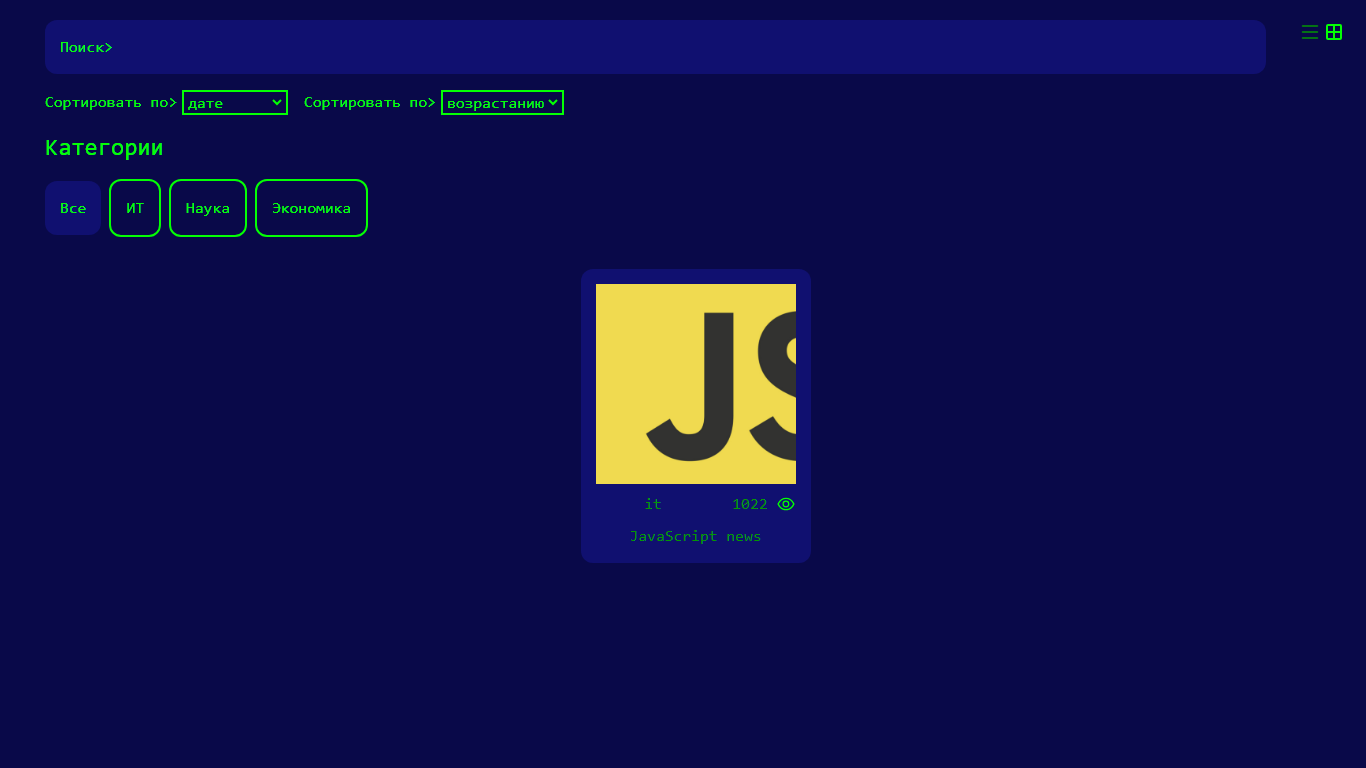 Поиск>
Сортировать по> дате Сортировать по> возрастанию
Категории
Все ИТ Наука Экономика
JS
it 1022
JavaScript news